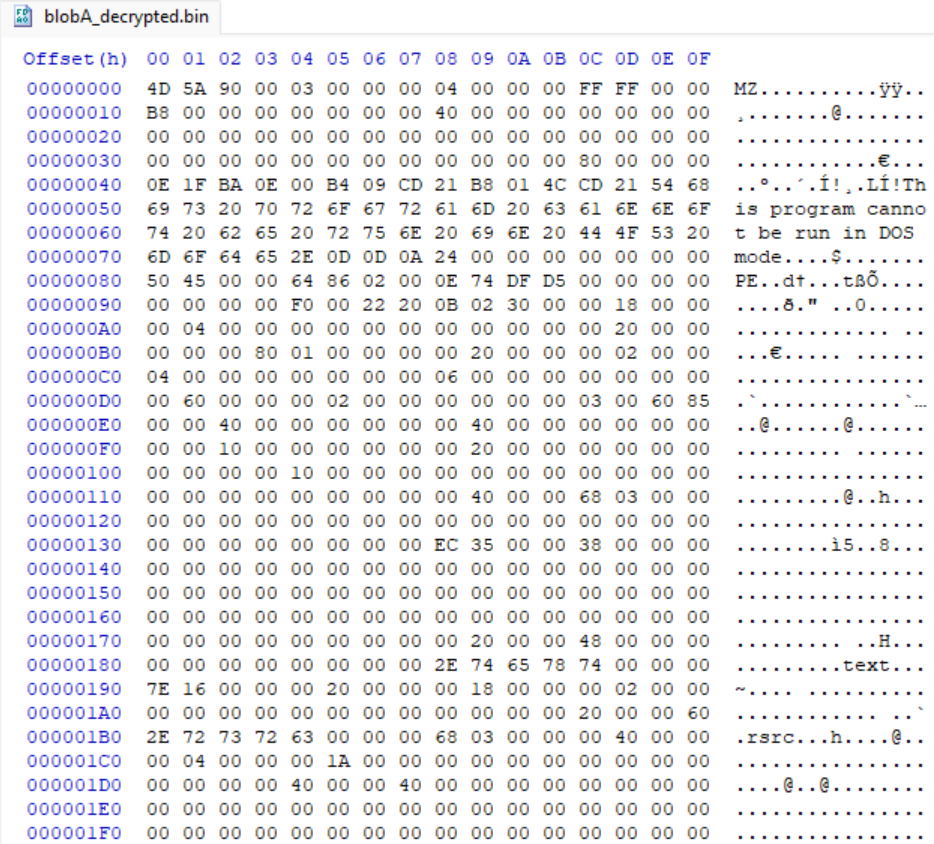 blobA_decrypted.bin
Offset(h) 00 01 02 03 04 05 06 07 08 09 0A 0B 0C 0D 0E 0F
00000000 4D 5A 90 00 03 00 00 00 04 00 00 00 FF FF 00 00 MZ..........ÿÿ..
00000010 B8 00 00 00 00 00 00 00 40 00 00 00 00 00 00 00 ¸.......@.......
00000020 00 00 00 00 00 00 00 00 00 00 00 00 00 00 00 00 ................
00000030 00 00 00 00 00 00 00 00 00 00 00 00 80 00 00 00 ............€...
00000040 0E 1F BA 0E 00 B4 09 CD 21 B8 01 4C CD 21 54 68 ..º..´.Í!¸.LÍ!Th
00000050 69 73 20 70 72 6F 67 72 61 6D 20 63 61 6E 6E 6F is program canno
00000060 74 20 62 65 20 72 75 6E 20 69 6E 20 44 4F 53 20 t be run in DOS
00000070 6D 6F 64 65 2E 0D 0D 0A 24 00 00 00 00 00 00 00 mode....$.......
00000080 50 45 00 00 64 86 02 00 0E 74 DF D5 00 00 00 00 PE..d†...tßÕ....
00000090 00 00 00 00 F0 00 22 20 0B 02 30 00 00 18 00 00 ....ð." ..0.....
000000A0 00 04 00 00 00 00 00 00 00 00 00 00 00 20 00 00 ............. ..
000000B0 00 00 00 80 01 00 00 00 00 20 00 00 00 02 00 00 ...€..... ......
000000C0 04 00 00 00 00 00 00 00 06 00 00 00 00 00 00 00 ................
000000D0 00 60 00 00 00 02 00 00 00 00 00 00 03 00 60 85 .`............`…
000000E0 00 00 40 00 00 00 00 00 00 40 00 00 00 00 00 00 ..@......@......
000000F0 00 00 10 00 00 00 00 00 00 20 00 00 00 00 00 00 ......... ......
00000100 00 00 00 00 10 00 00 00 00 00 00 00 00 00 00 00 ................
00000110 00 00 00 00 00 00 00 00 00 40 00 00 68 03 00 00 .........@..h...
00000120 00 00 00 00 00 00 00 00 00 00 00 00 00 00 00 00 ................
00000130 00 00 00 00 00 00 00 00 EC 35 00 00 38 00 00 00 ........ì5..8...
00000140 00 00 00 00 00 00 00 00 00 00 00 00 00 00 00 00 ................
00000150 00 00 00 00 00 00 00 00 00 00 00 00 00 00 00 00 ................
00000160 00 00 00 00 00 00 00 00 00 00 00 00 00 00 00 00 ................
00000170 00 00 00 00 00 00 00 00 00 20 00 00 48 00 00 00 ......... ..H...
00000180 00 00 00 00 00 00 00 00 2E 74 65 78 74 00 00 00 .........text...
00000190 7E 16 00 00 00 20 00 00 00 18 00 00 00 02 00 00 ~.... ..........
000001A0 00 00 00 00 00 00 00 00 00 00 00 00 20 00 00 60 ............ ..`
000001B0 2E 72 73 72 63 00 00 00 68 03 00 00 00 40 00 00 .rsrc...h....@..
000001C0 00 04 00 00 00 1A 00 00 00 00 00 00 00 00 00 00 ................
000001D0 00 00 00 00 40 00 00 40 00 00 00 00 00 00 00 00 ....@..@........
000001E0 00 00 00 00 00 00 00 00 00 00 00 00 00 00 00 00 ................
000001F0 00 00 00 00 00 00 00 00 00 00 00 00 00 00 00 00 ................